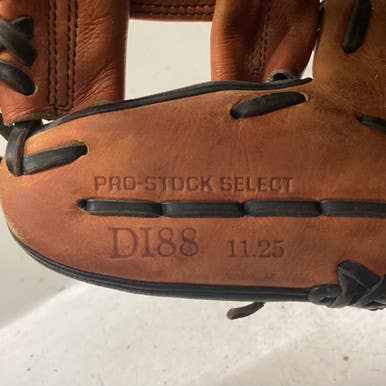 PRO-STOCK SELECT
DI88 11.25